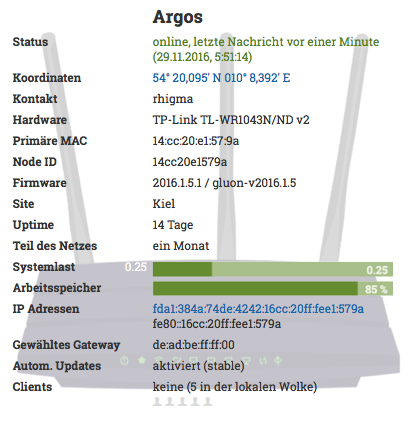 Argos
Status online, letzte Nachricht vor einer Minute
(29.11.2016, 5:51:14)
Koordinaten 54° 20,095' N 010° 8,392' E
Kontakt rhigma
Hardware TP-Link TL-WR1043N/ND v2
Primäre MAC 14:cc:20:e1:57:9a
Node ID 14cc20e1579a
Firmware 2016.1.5.1 / gluon-v2016.1.5
Site Kiel
Uptime 14 Tage
Teil des Netzes ein Monat
Systemlast 0.25 0.25
Arbeitsspeicher 85 %
IP Adressen fda1:384a:74de:4242:16cc:20ff:fee1:579a
fe80::16cc:20ff:fee1:579a
Gewähltes Gateway de:ad:be:ff:ff:00
Autom. Updates aktiviert (stable)
Clients keine (5 in der lokalen Wolke)